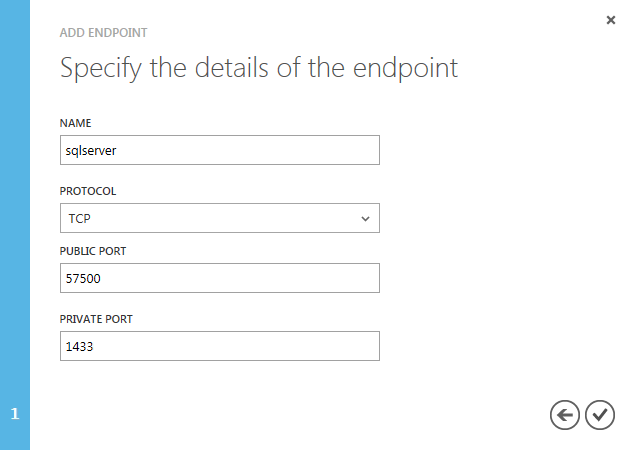 ADD ENDPOINT
Specify the details of the endpoint
NAME
sqlserver
PROTOCOL
TCP
PUBLIC PORT
57500
PRIVATE PORT
1433
1